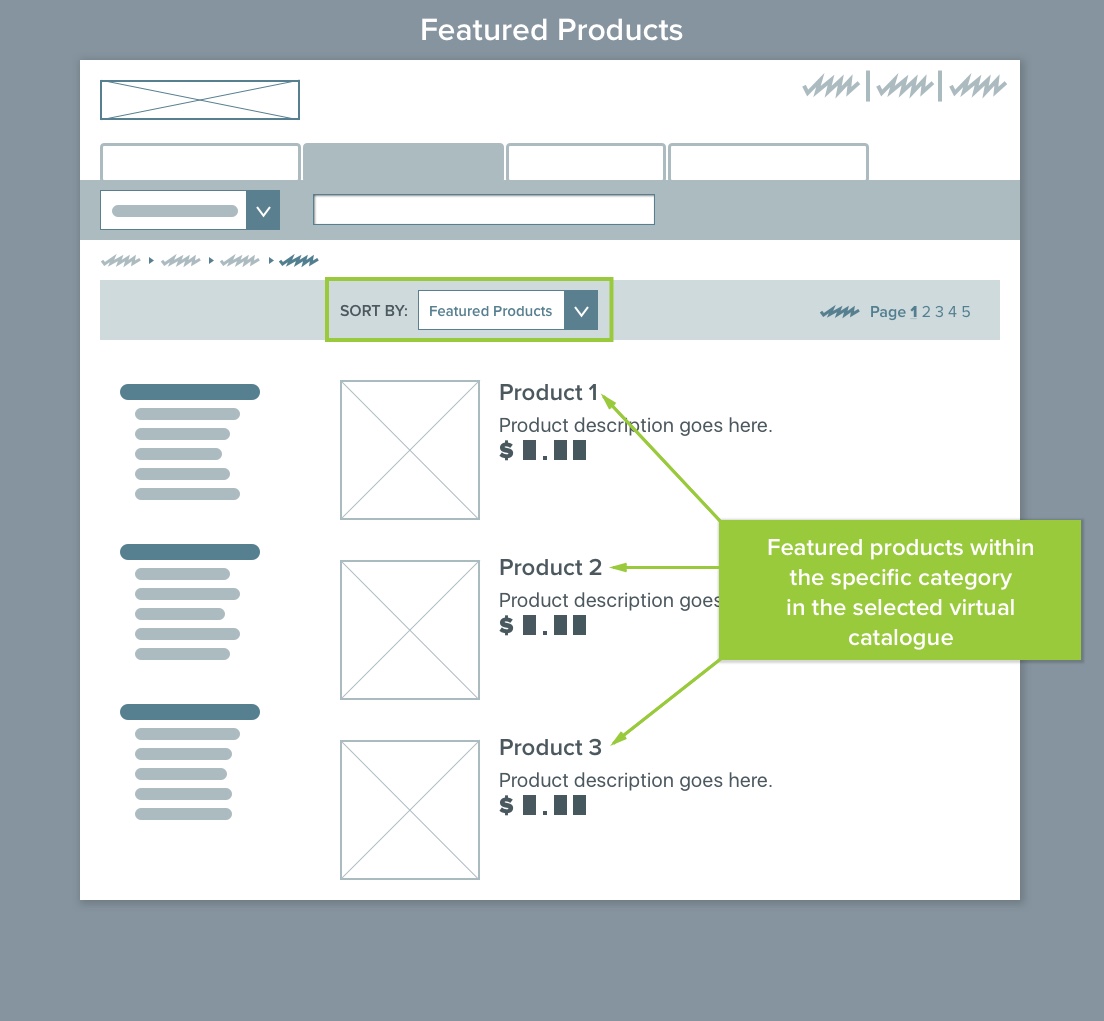 Featured Products
SORT BY: Featured Products
Page 1 2 3 4 5
Product 1
Product description goes here.
$ .
Product 2
Product description goes
$ .
Featured products within
the specific category
in the selected virtual
catalogue
Product 3
Product description goes here.
$ .